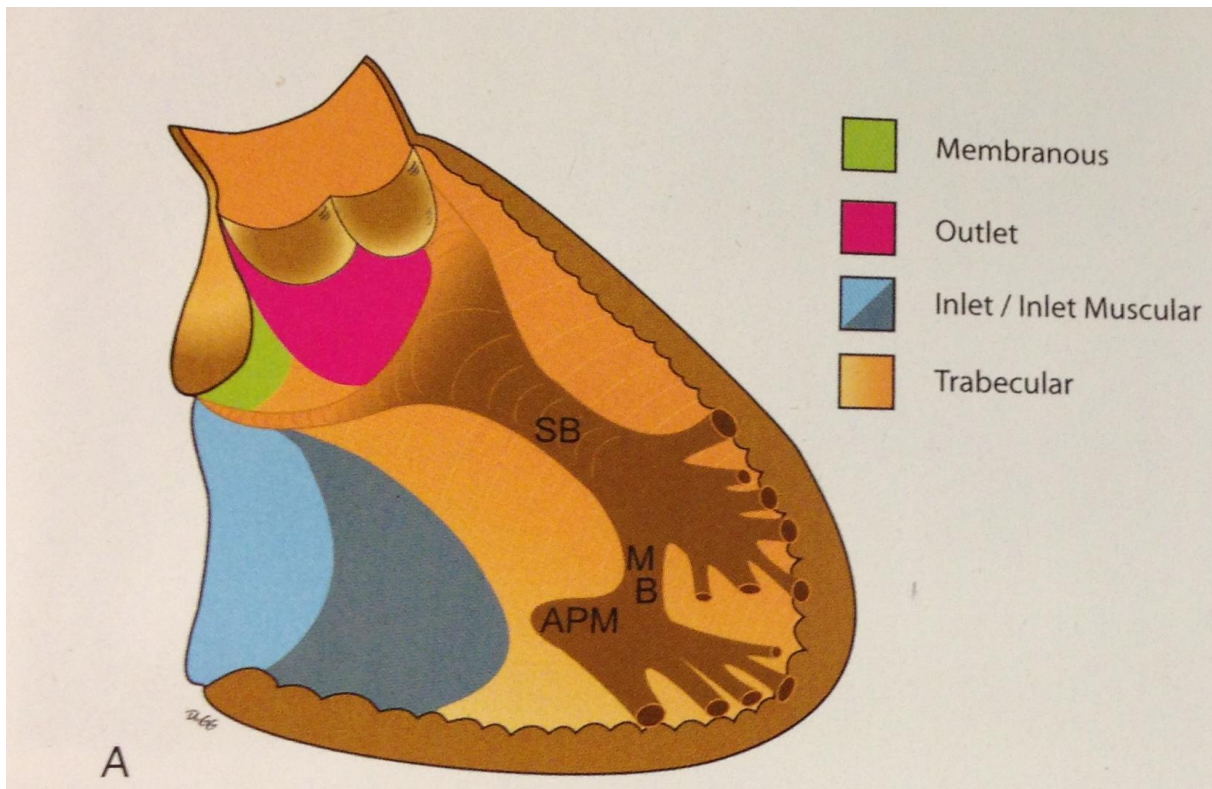 Membranous
Outlet
Inlet / Inlet Muscular
Trabecular
SB
M
B
APM
A